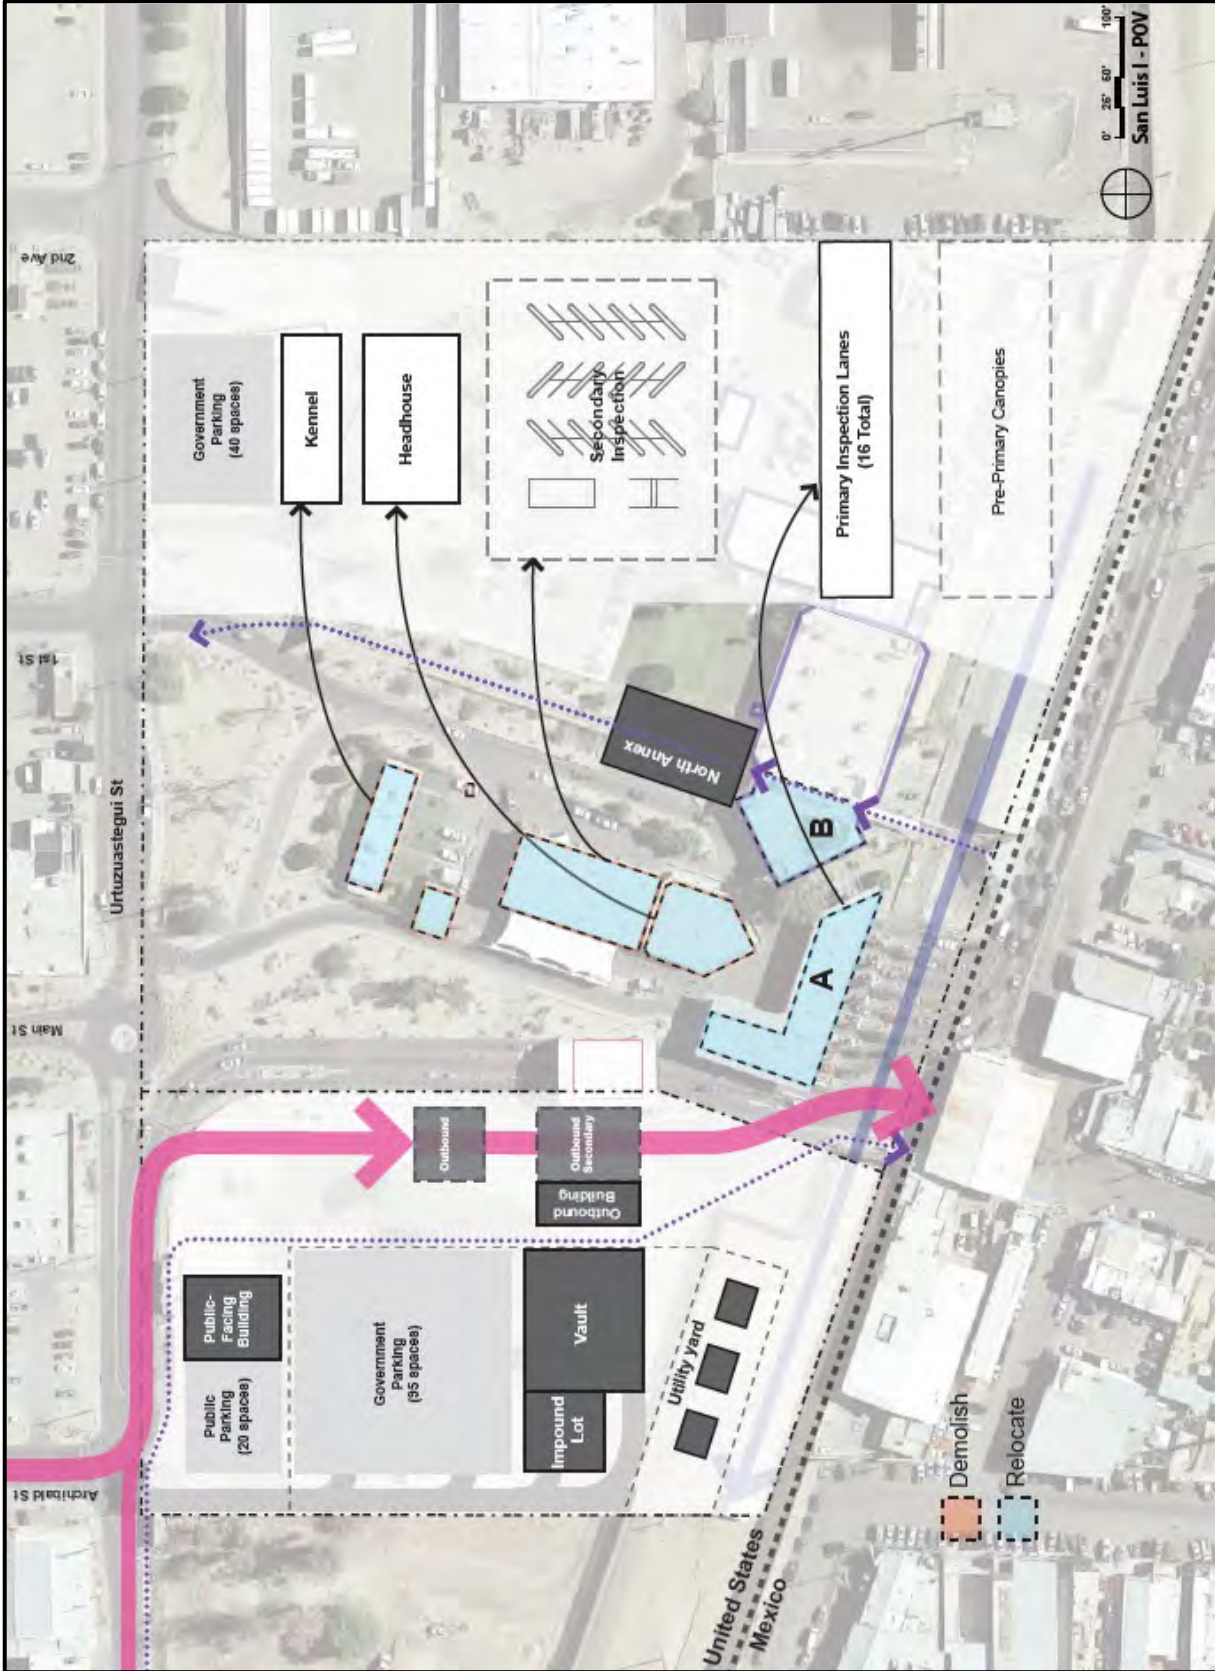 Archibald St
Main St
1st St
2nd Ave
Urtuzuastegui St
Public-
Facing
Building
Public
Parking
(20 spaces)
Government
Parking
(95 spaces)
Impound
Lot
Vault
Utility yard
Outbound
Outbound
Secondary
Outbound
Building
Government
Parking
(40 spaces)
Kennel
Headhouse
Secondary
Inspection
North Annex
A
B
Primary Inspection Lanes
(16 Total)
Pre-Primary Canopies
United States
Mexico
Demolish
Relocate
0' 25' 50' 100'
San Luis I - POV